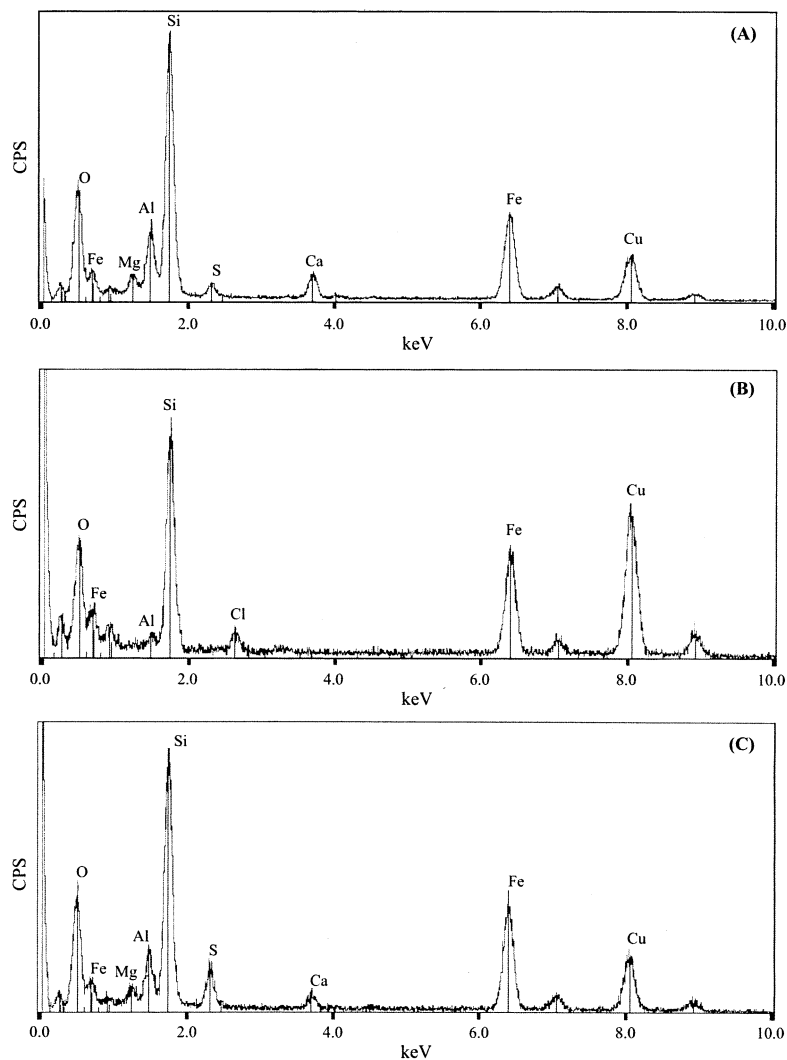 (A)
CPS
Si
O
Fe
Mg
Al
S
Ca
Fe
Cu
0.0 2.0 4.0 6.0 8.0 10.0
keV
(B)
CPS
Si
O
Fe
Al
Cl
Fe
Cu
0.0 2.0 4.0 6.0 8.0 10.0
keV
(C)
CPS
Si
O
Fe
Mg
Al
S
Ca
Fe
Cu
0.0 2.0 4.0 6.0 8.0 10.0
keV